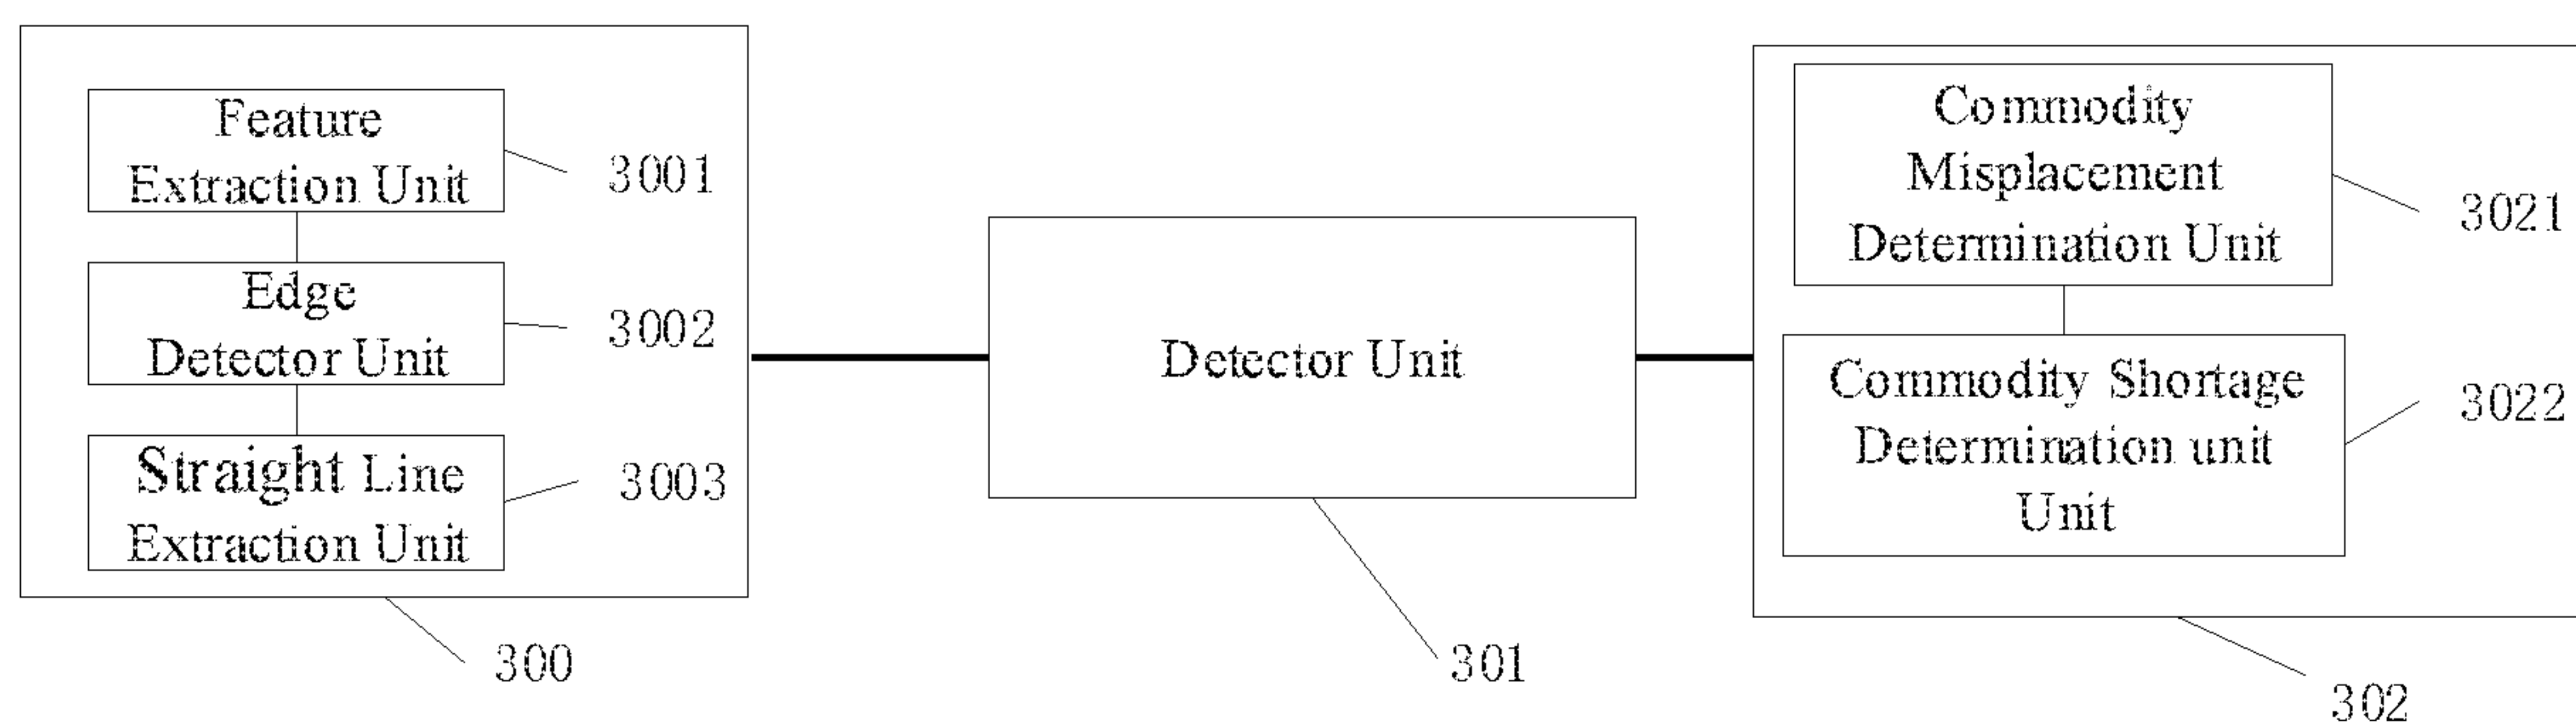 Feature
Extraction Unit
3001
Edge
Detector Unit
3002
Straight Line
Extraction Unit
3003
300
Detector Unit
301
Commodity
Misplacement
Determination Unit
3021
Commodity Shortage
Determination unit
Unit
3022
302